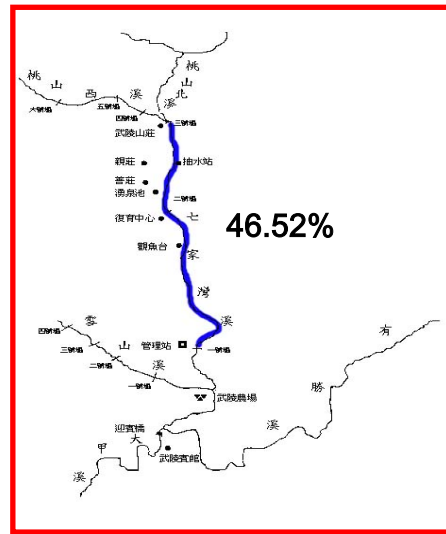 桃山北溪
桃山西溪
六號壩
五號壩
四號壩
三號壩
武陵山莊
親莊
抽水站
善莊
湧泉池
二號壩
復育中心
七家灣溪
46.52%
觀魚台
雪山溪
四號壩
三號壩
二號壩
一號壩
管理站
一號壩
有勝溪
武陵農場
迎賓橋
大甲溪
武陵賓館